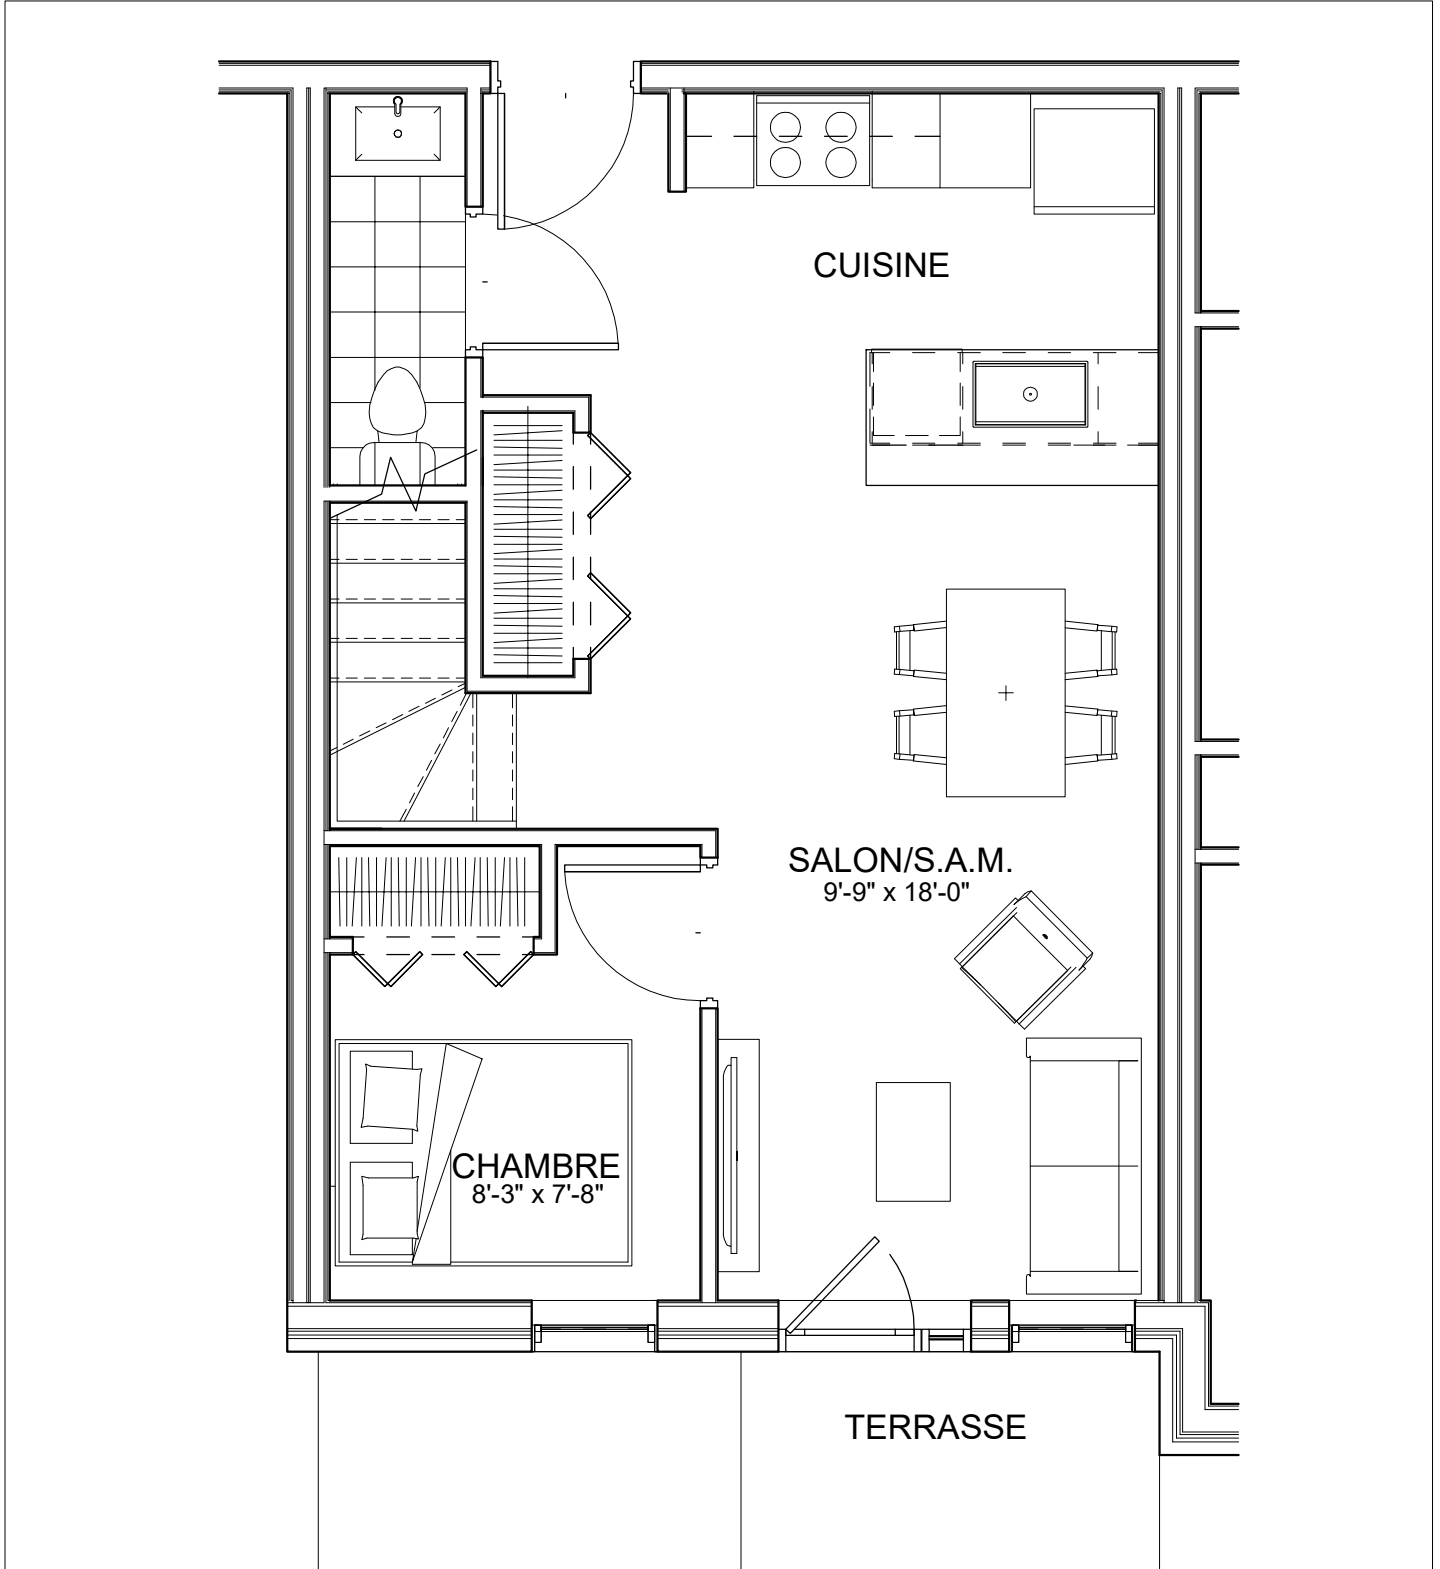 CUISINE
SALON/S.A.M.
9'-9" x 18'-0"
CHAMBRE
8'-3" x 7'-8"
TERRASSE